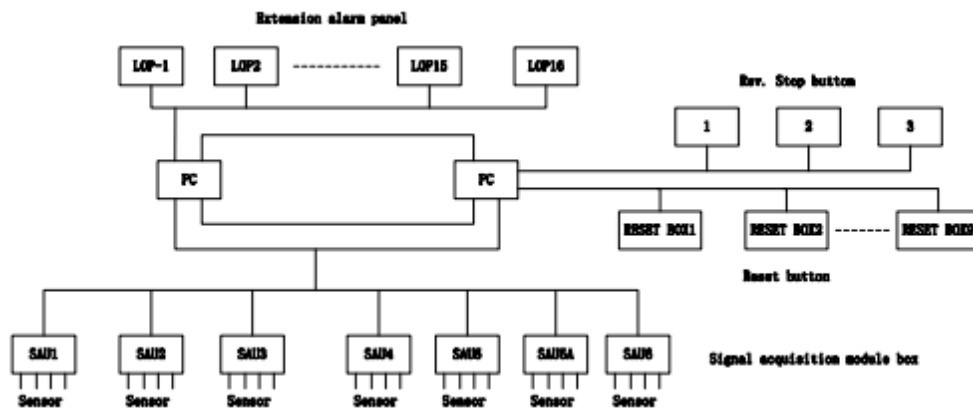 Extension alarm panel
LOP-1 LOP2 LOP15 LOP16
Rev. Stop button
1 2 3
PC PC
RESET BOX1 RESET BOX2 RESET
Reset button
SAU1 SAU2 SAU3 SAU4 SAU5 SAU5A SAU6
Signal acquisition module box
Sensor Sensor Sensor Sensor Sensor Sensor Sensor